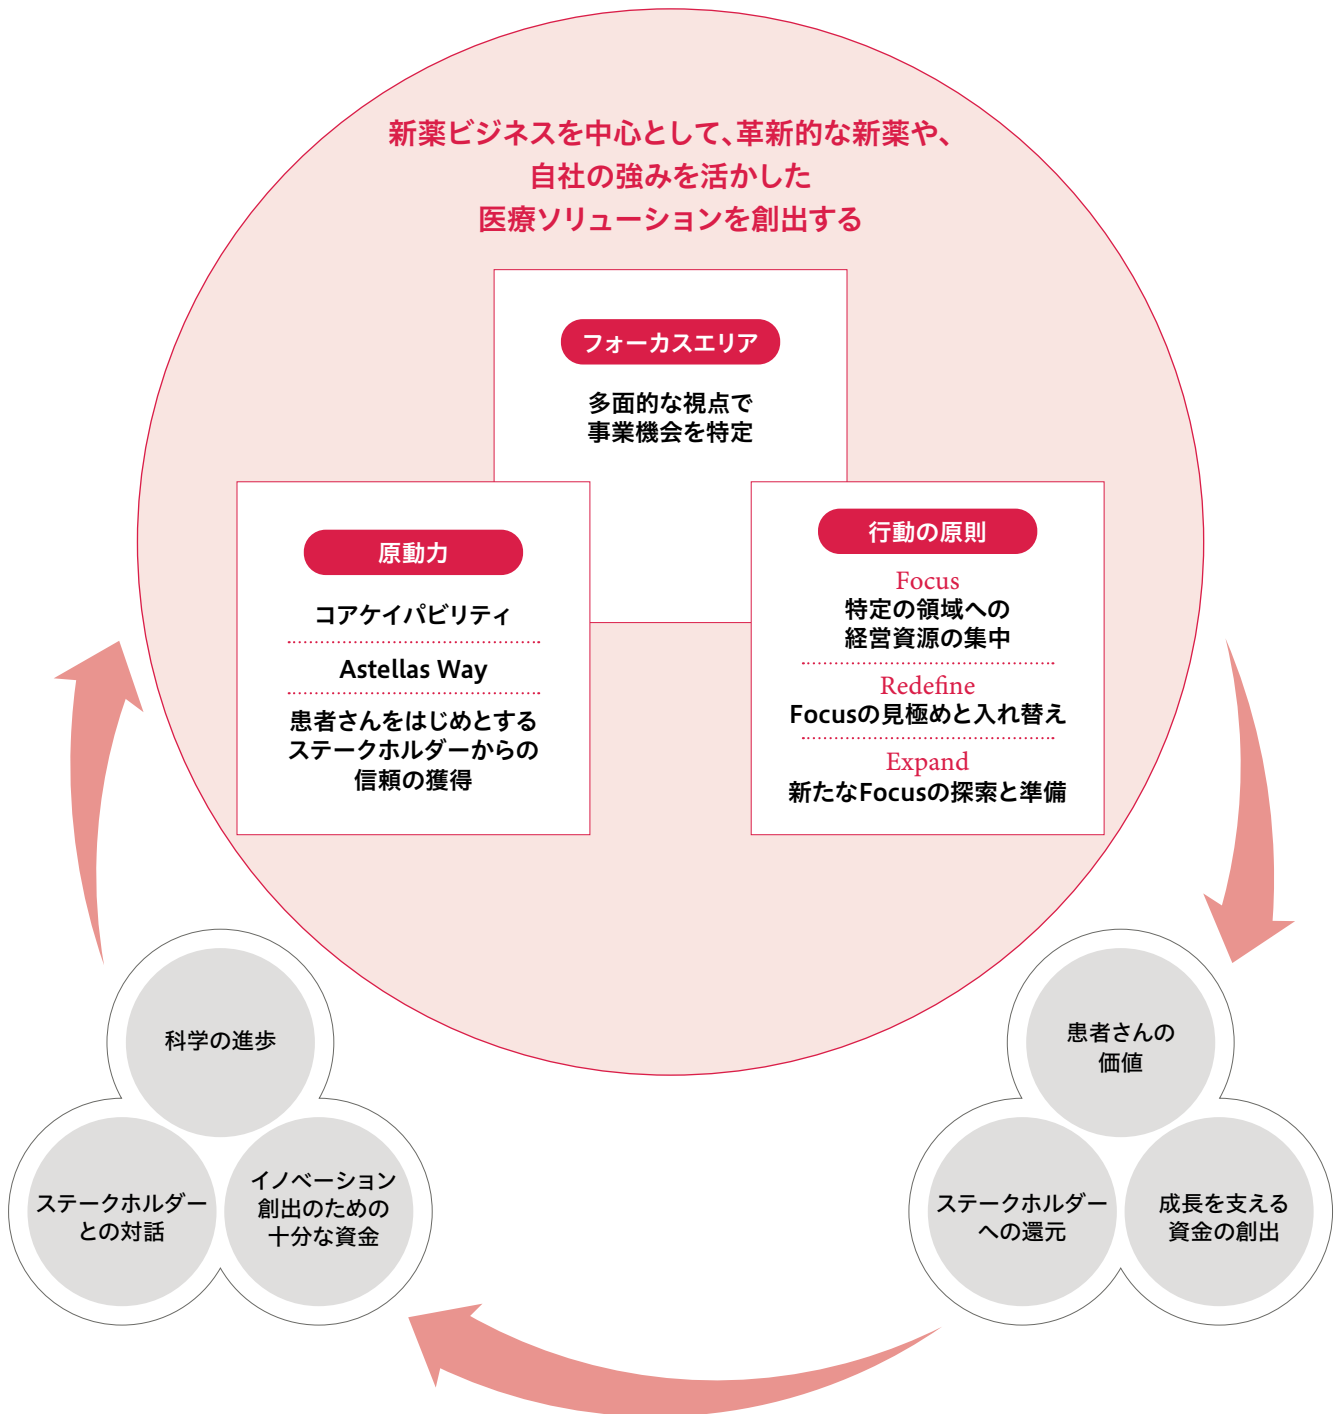 新薬ビジネスを中心として、革新的な新薬や、
自社の強みを活かした
医療ソリューションを創出する
フォーカスエリア
多面的な視点で
事業機会を特定
原動力
コアケイパビリティ
Astellas Way
患者さんをはじめとする
ステークホルダーからの
信頼の獲得
行動の原則
Focus
特定の領域への
経営資源の集中
Redefine
Focusの見極めと入れ替え
Expand
新たなFocusの探索と準備
科学の進歩
ステークホルダー
との対話
イノベーション
創出のための
十分な資金
患者さんの
価値
ステークホルダー
への還元
成長を支える
資金の創出